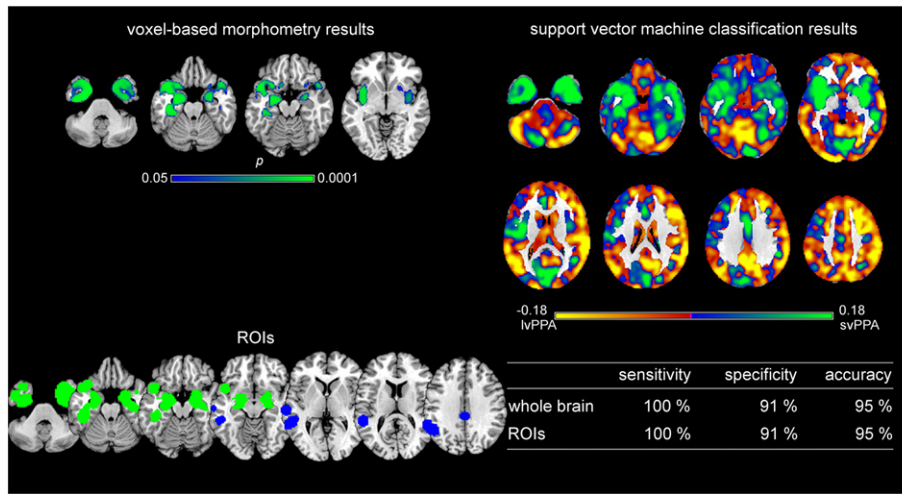 voxel-based morphometry results
support vector machine classification results
p
0.05 0.0001
-0.18 0.18
lvPPA svPPA
ROIs
sensitivity specificity accuracy
whole brain 100 % 91 % 95 %
ROIs 100 % 91 % 95 %